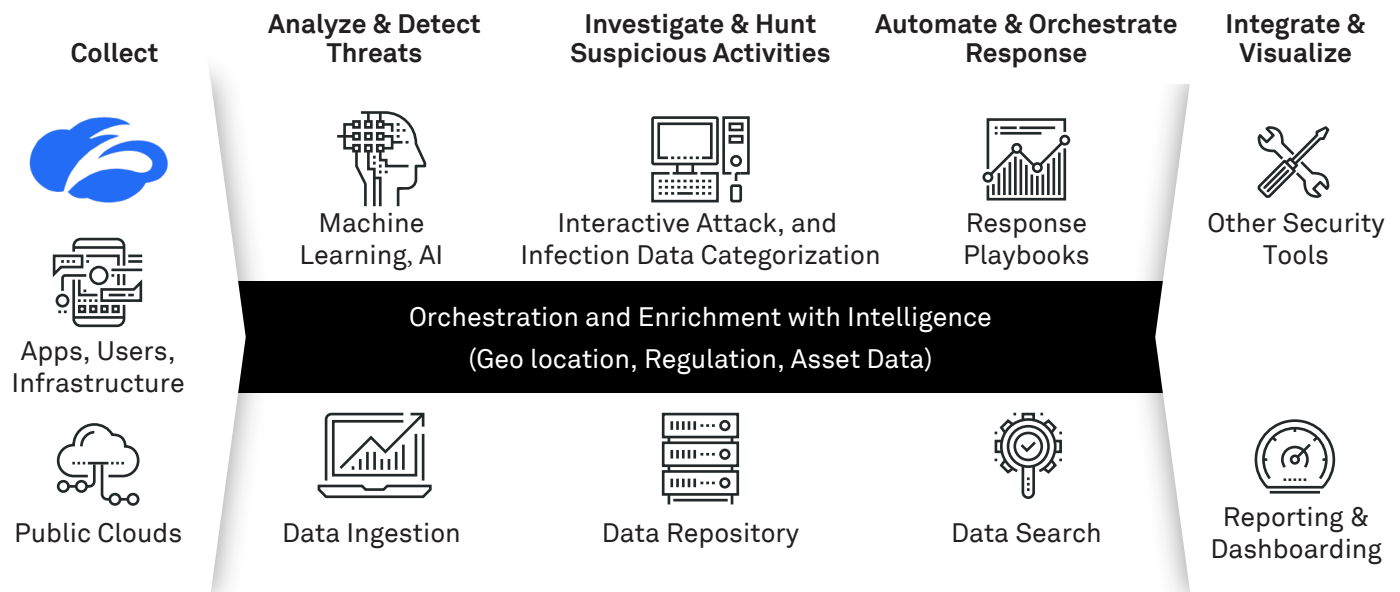 Collect
Analyze & Detect
Threats
Investigate & Hunt
Suspicious Activities
Automate & Orchestrate
Response
Integrate &
Visualize
Machine
Learning, AI
Interactive Attack, and
Infection Data Categorization
Response
Playbooks
Other Security
Tools
Apps, Users,
Infrastructure
Orchestration and Enrichment with Intelligence
(Geo location, Regulation, Asset Data)
Public Clouds
Data Ingestion
Data Repository
Data Search
Reporting &
Dashboarding